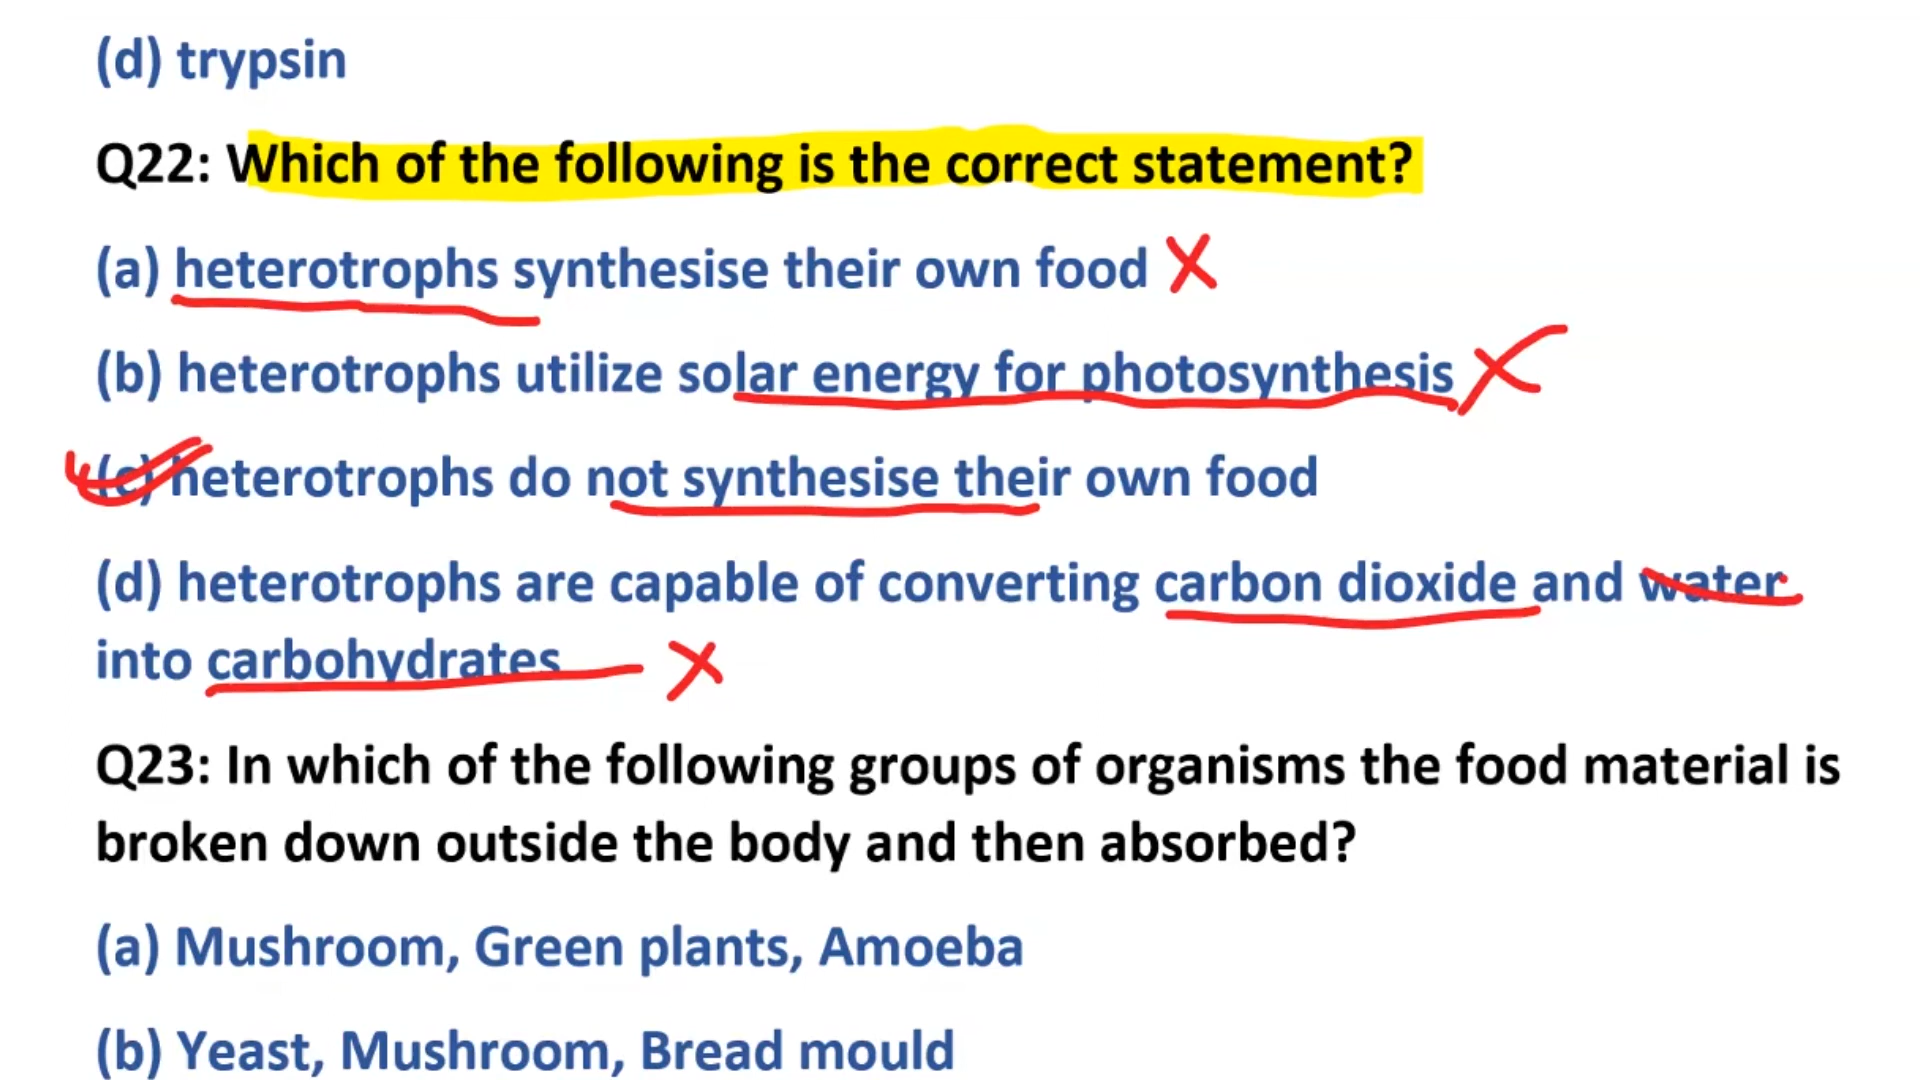 (d) trypsin
Q22: Which of the following is the correct statement?
(a) heterotrophs synthesise their own food
(b) heterotrophs utilize solar energy for photosynthesis
(c) heterotrophs do not synthesise their own food
(d) heterotrophs are capable of converting carbon dioxide and water
into carbohydrates
Q23: In which of the following groups of organisms the food material is
broken down outside the body and then absorbed?
(a) Mushroom, Green plants, Amoeba
(b) Yeast, Mushroom, Bread mould